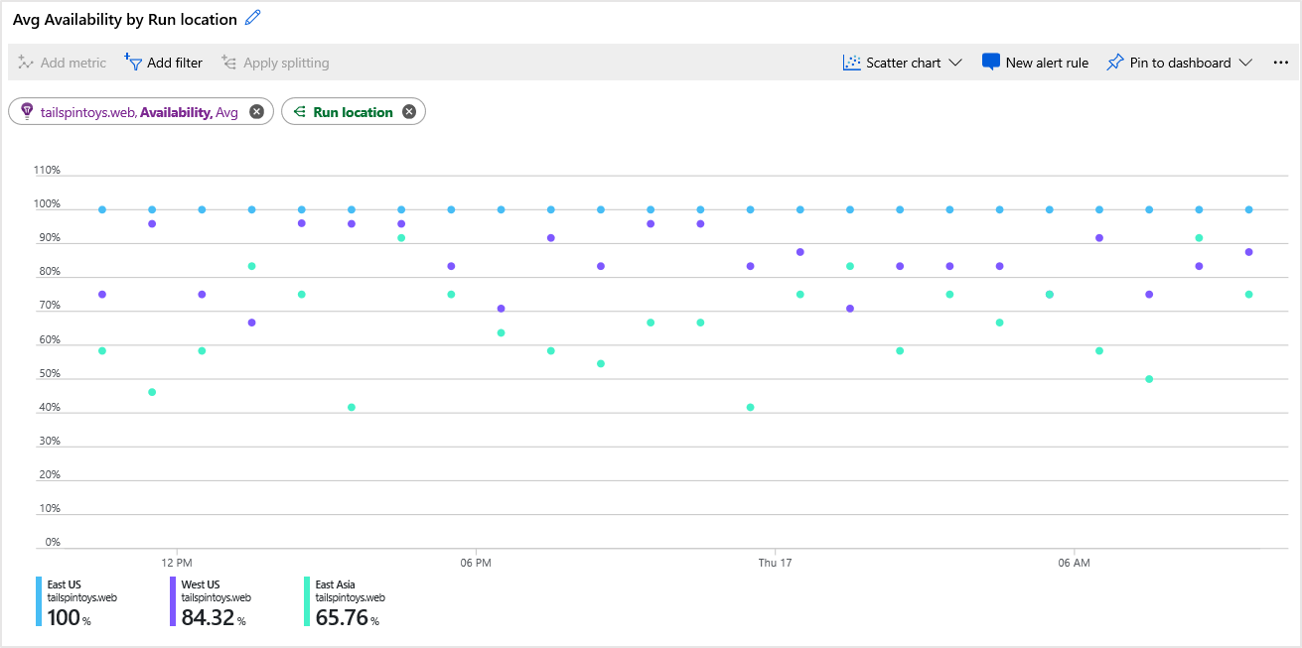 Avg Availability by Run location
Add metric Add filter Apply splitting Scatter chart New alert rule Pin to dashboard
tailspintoys.web, Availability, Avg Run location
110%
100%
90%
80%
70%
60%
50%
40%
30%
20%
10%
0%
12 PM 06 PM Thu 17 06 AM
East US West US East Asia
tailspintoys.web tailspintoys.web tailspintoys.web
100 % 84.32 % 65.76 %